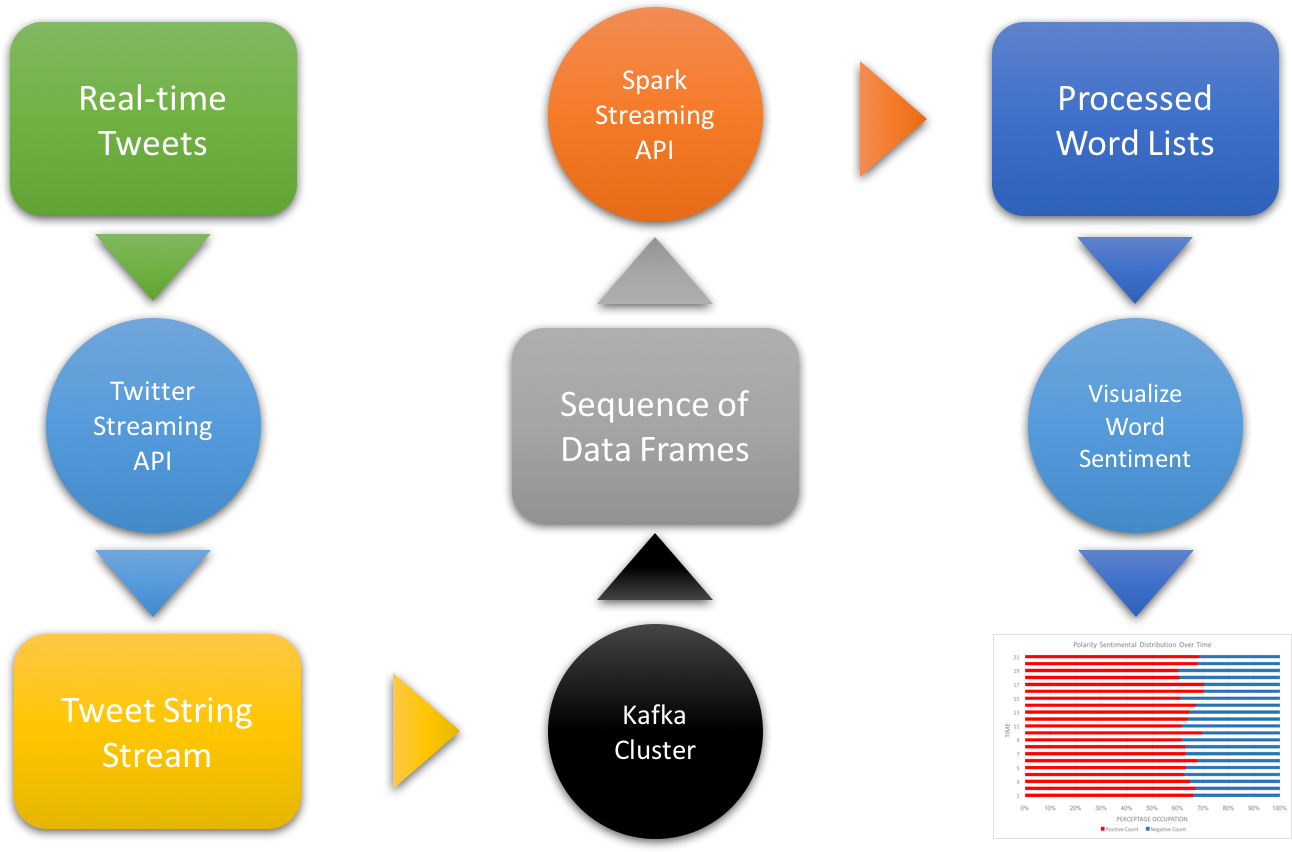 Real-time
Tweets
Twitter
Streaming
API
Tweet String
Stream
Kafka
Cluster
Sequence of
Data Frames
Spark
Streaming
API
Processed
Word Lists
Visualize
Word
Sentiment
Polarity Sentimental Distribution Over Time
TIME
21
19
17
15
13
11
9
7
5
3
1
0% 10% 20% 30% 40% 50% 60% 70% 80% 90% 100%
PERCEPTAGE OCCUPATION
Positive Count Negative Count